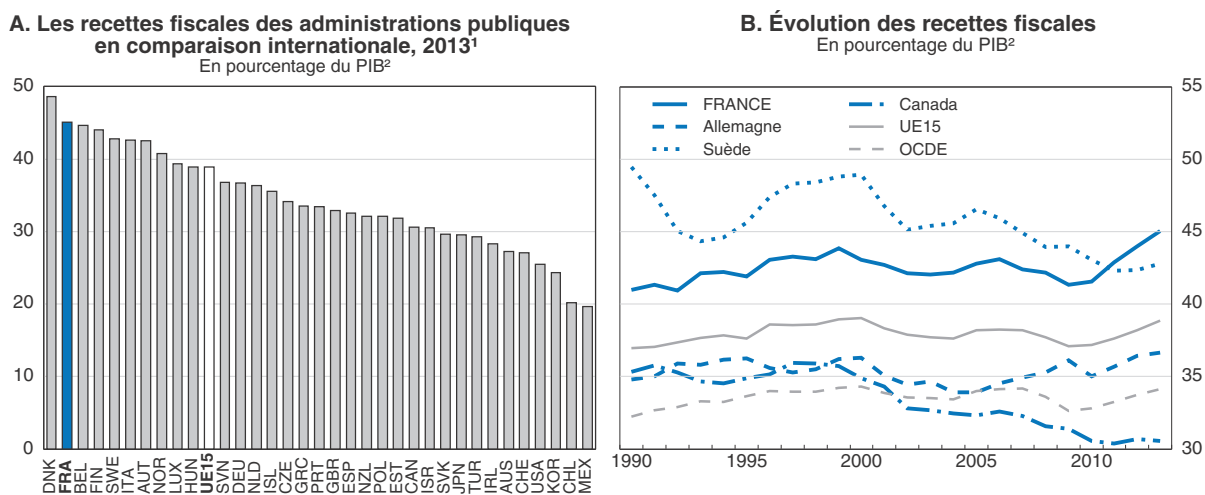 A. Les recettes fiscales des administrations publiques
en comparaison internationale, 2013¹
En pourcentage du PIB²
50
40
30
20
10
0
DNK
FRA
BEL
FIN
SWE
ITA
AUT
NOR
LUX
HUN
UE15
SVN
DEU
NLD
ISL
CZE
GRC
PRT
GBR
ESP
NZL
POL
EST
CAN
ISR
SVK
JPN
TUR
IRL
AUS
CHE
USA
KOR
CHL
MEX
B. Évolution des recettes fiscales
En pourcentage du PIB²
FRANCE
Allemagne
Suède
Canada
UE15
OCDE
55
50
45
40
35
30
1990 1995 2000 2005 2010